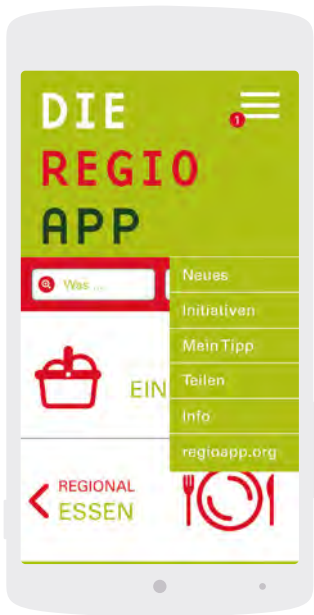 DIE
1
REGIO
APP
Was ...
Neues
Initiativen
Mein Tipp
Teilen
EIN
Info
regioapp.org
REGIONAL
ESSEN